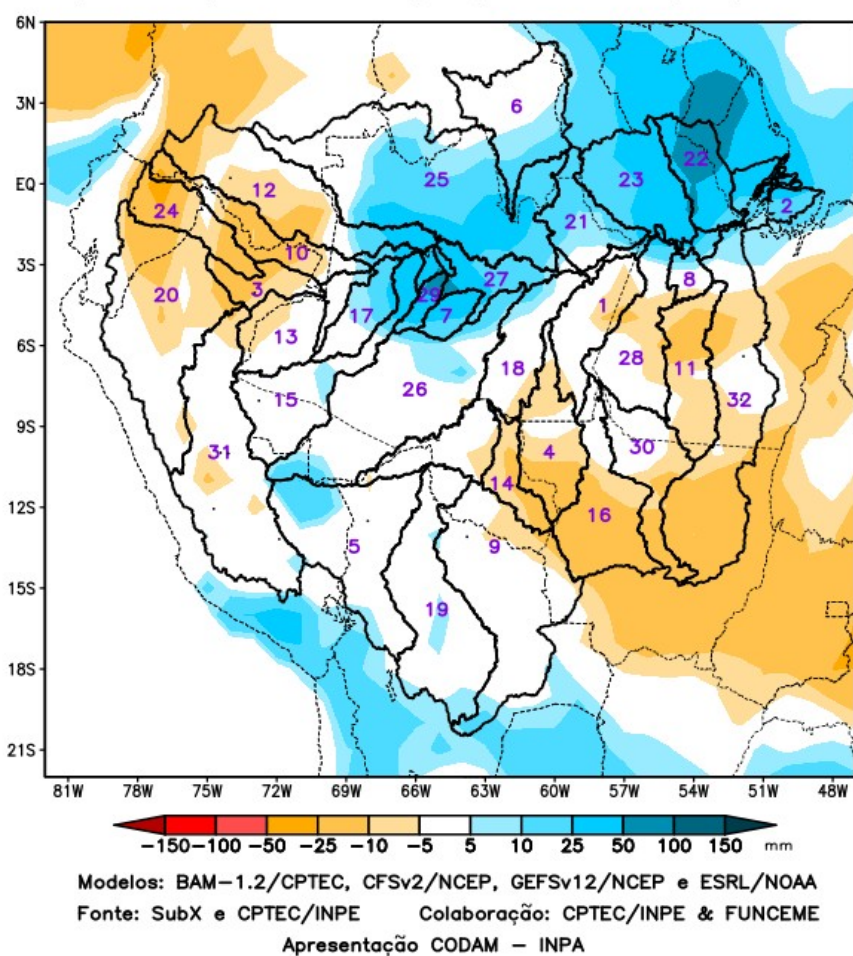 6N
3N
6
22
25
23
EQ
12
24
2
21
10
3S
27
8
3
29
20
1
17
7
13
6S
28
18
11
26
15
32
9S
31
4
30
14
12S
16
5
9
15S
19
18S
21S
81W 78W 75W 72W 69W 66W 63W 60W 57W 54W 51W 48W
-150 -100 -50 -25 -10 -5 5 10 25 50 100 150 mm
Modelos: BAM-1.2/CPTEC, CFSv2/NCEP, GEFSv12/NCEP e ESRL/NOAA
Fonte: SubX e CPTEC/INPE Colaboração: CPTEC/INPE & FUNCEME
Apresentação CODAM - INPA